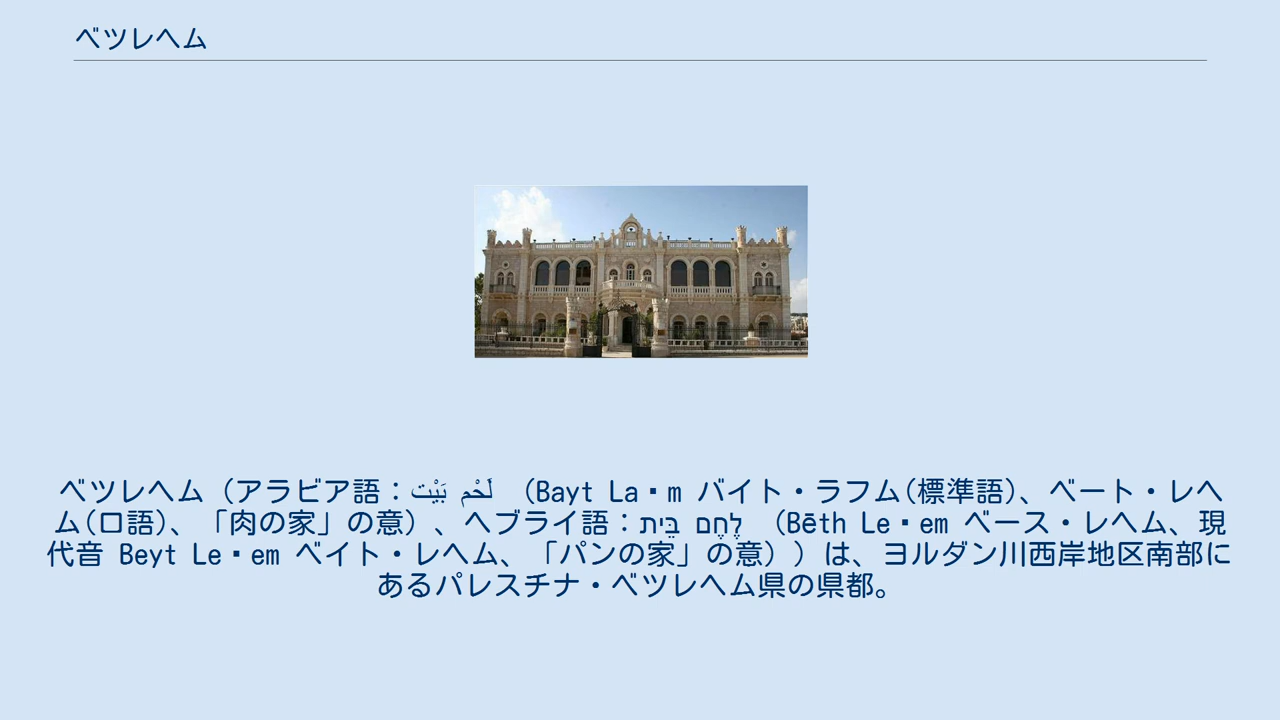 ベツレヘム
ベツレヘム（アラビア語：بَيْت لَحْم （Bayt La▪m バイト・ラフム(標準語)、ベート・レヘ
ム(口語)、「肉の家」の意）、ヘブライ語：בֵּית לֶחֶם （Bēth Le▪em ベース・レヘム、現
代音 Beyt Le▪em ベイト・レヘム、「パンの家」の意））は、ヨルダン川西岸地区南部に
あるパレスチナ・ベツレヘム県の県都。